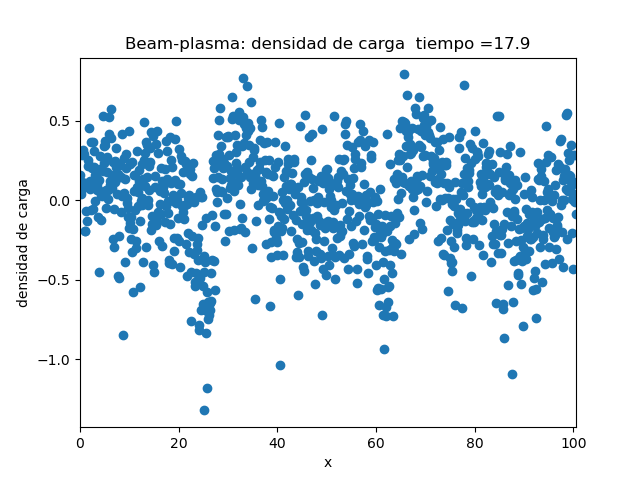 Beam-plasma: densidad de carga  tiempo =17.9
densidad de carga
0.5
0.0
−0.5
−1.0
0 20 40 60 80 100
x